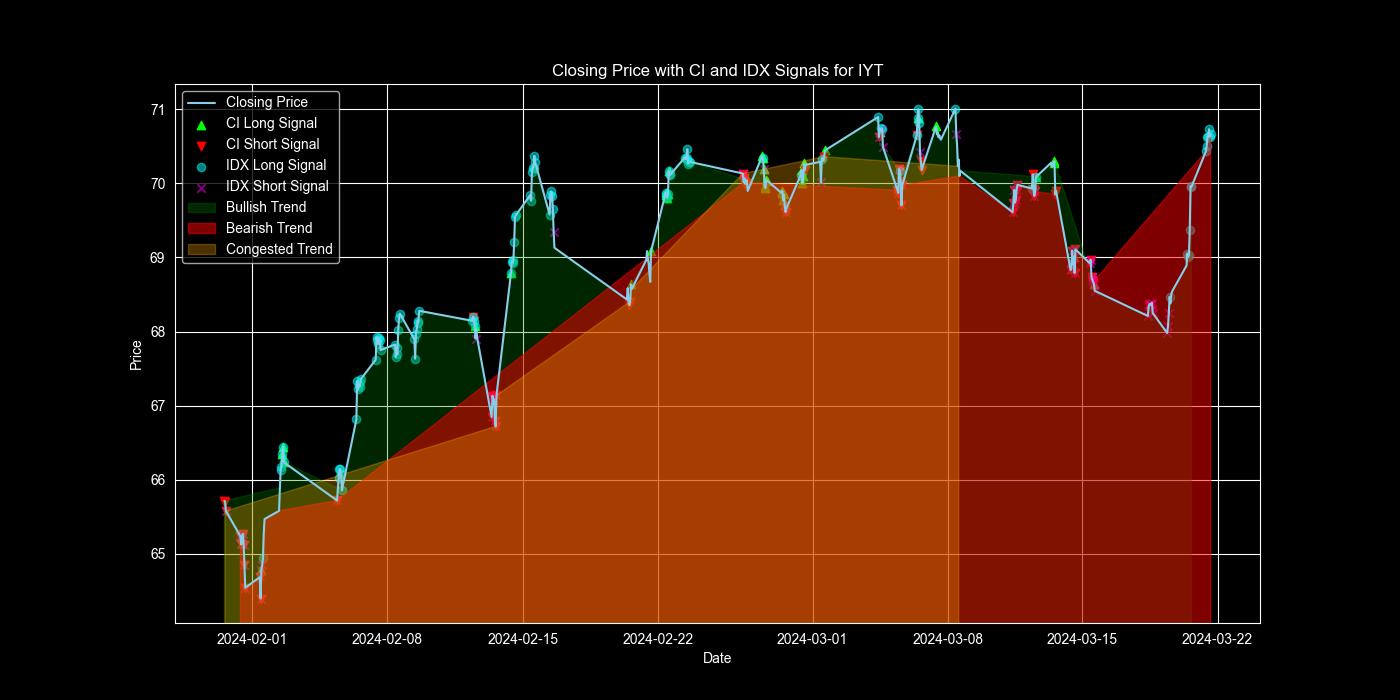 Closing Price with CI and IDX Signals for IYT
71
70
69
68
67
66
65
Price
Closing Price
CI Long Signal
CI Short Signal
IDX Long Signal
IDX Short Signal
Bullish Trend
Bearish Trend
Congested Trend
2024-02-01 2024-02-08 2024-02-15 2024-02-22 2024-03-01 2024-03-08 2024-03-15 2024-03-22
Date